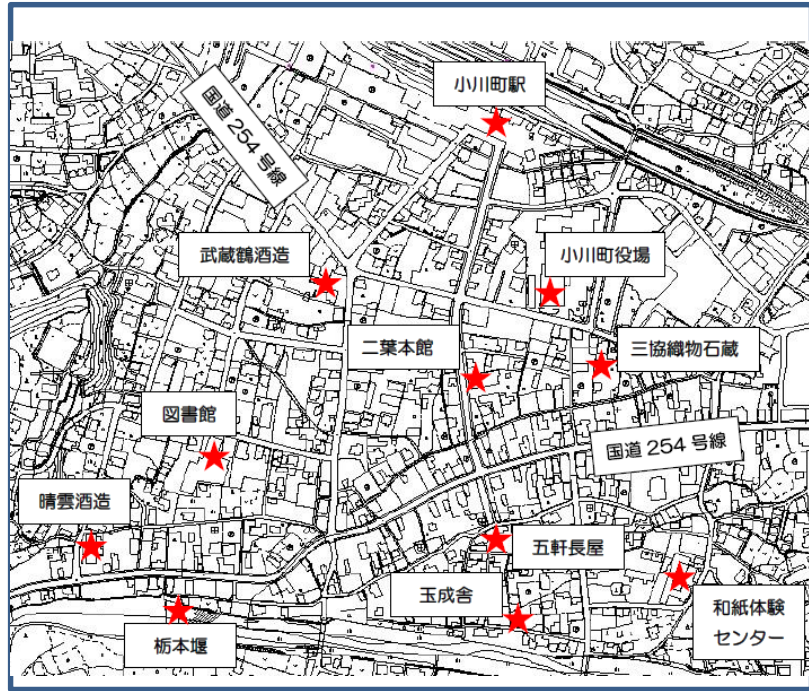 小川町駅
国道254号線
武蔵鶴酒造
小川町役場
二葉本館
三協織物石蔵
図書館
国道254号線
晴雲酒造
五軒長屋
玉成舎
和紙体験
センター
栃本堰